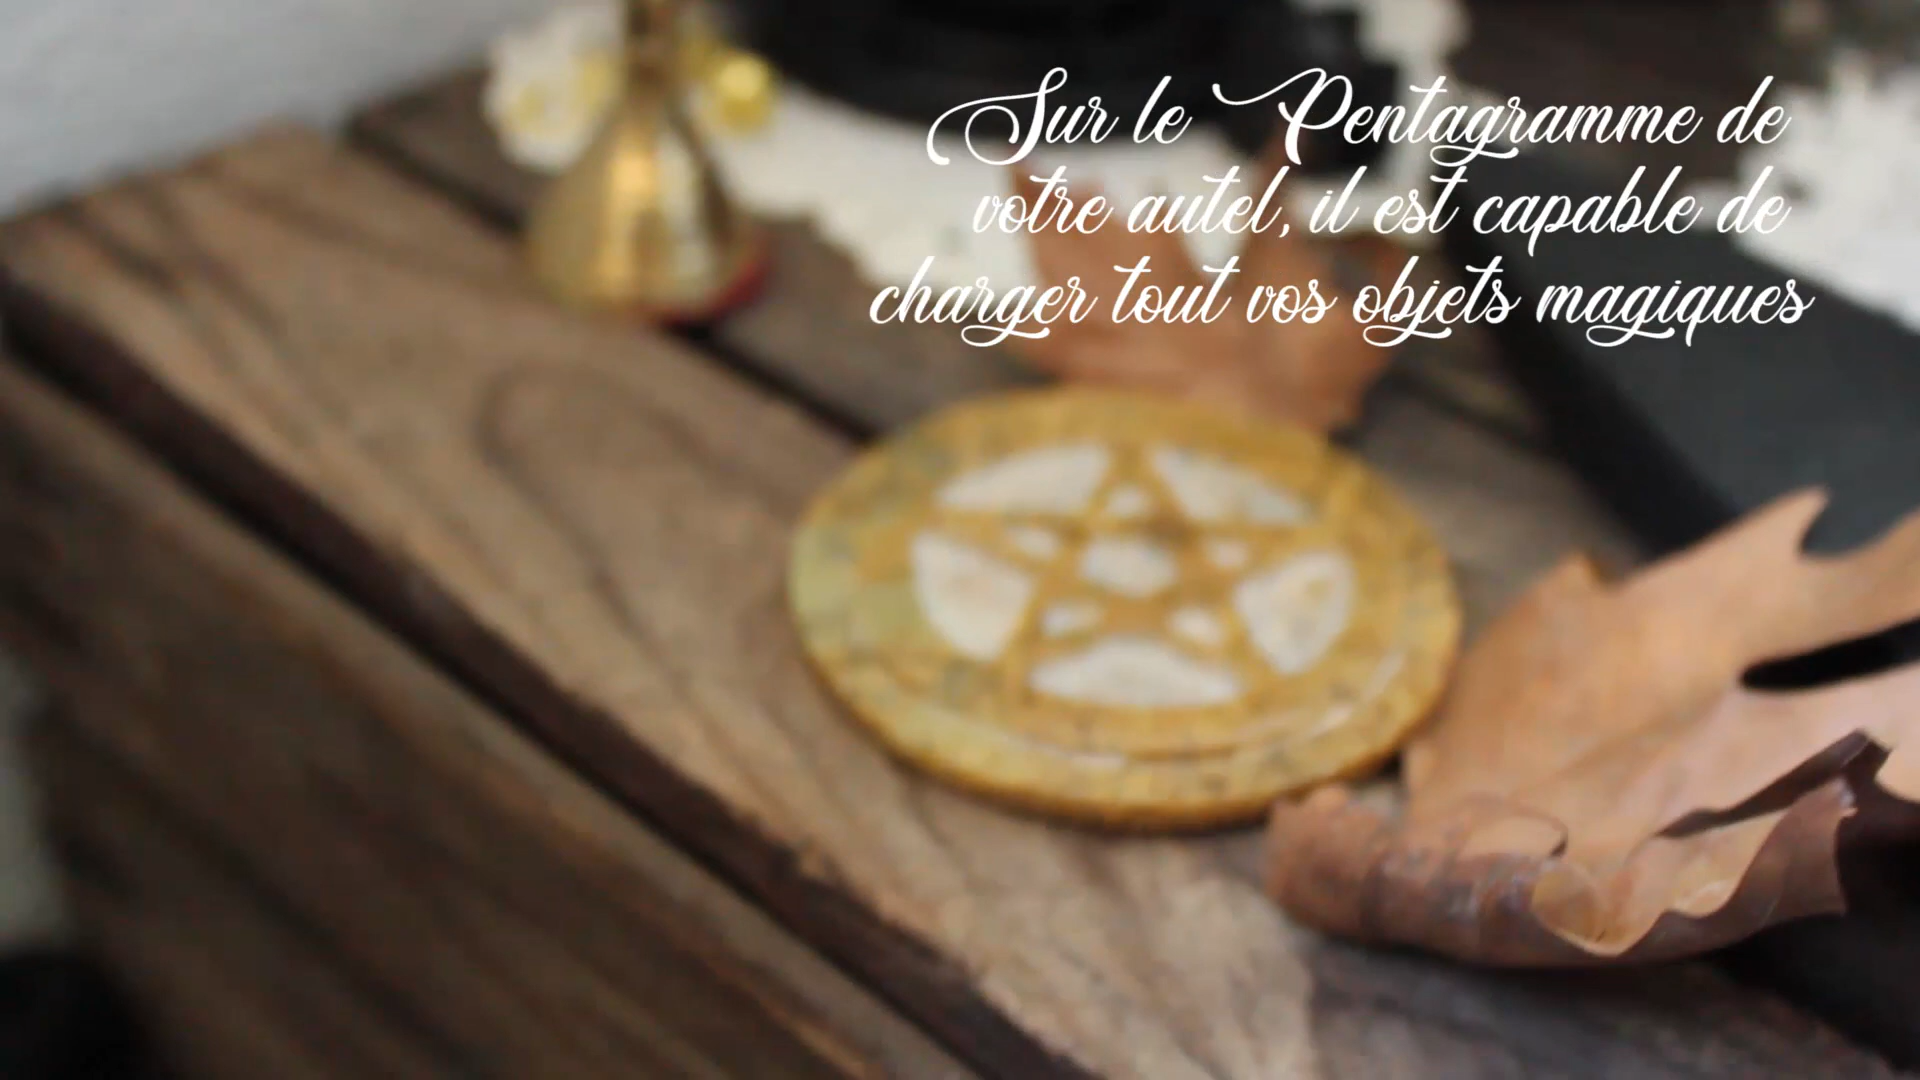 Sur le Pentagramme de
votre autel, il est capable de
charger tout vos objets magiques